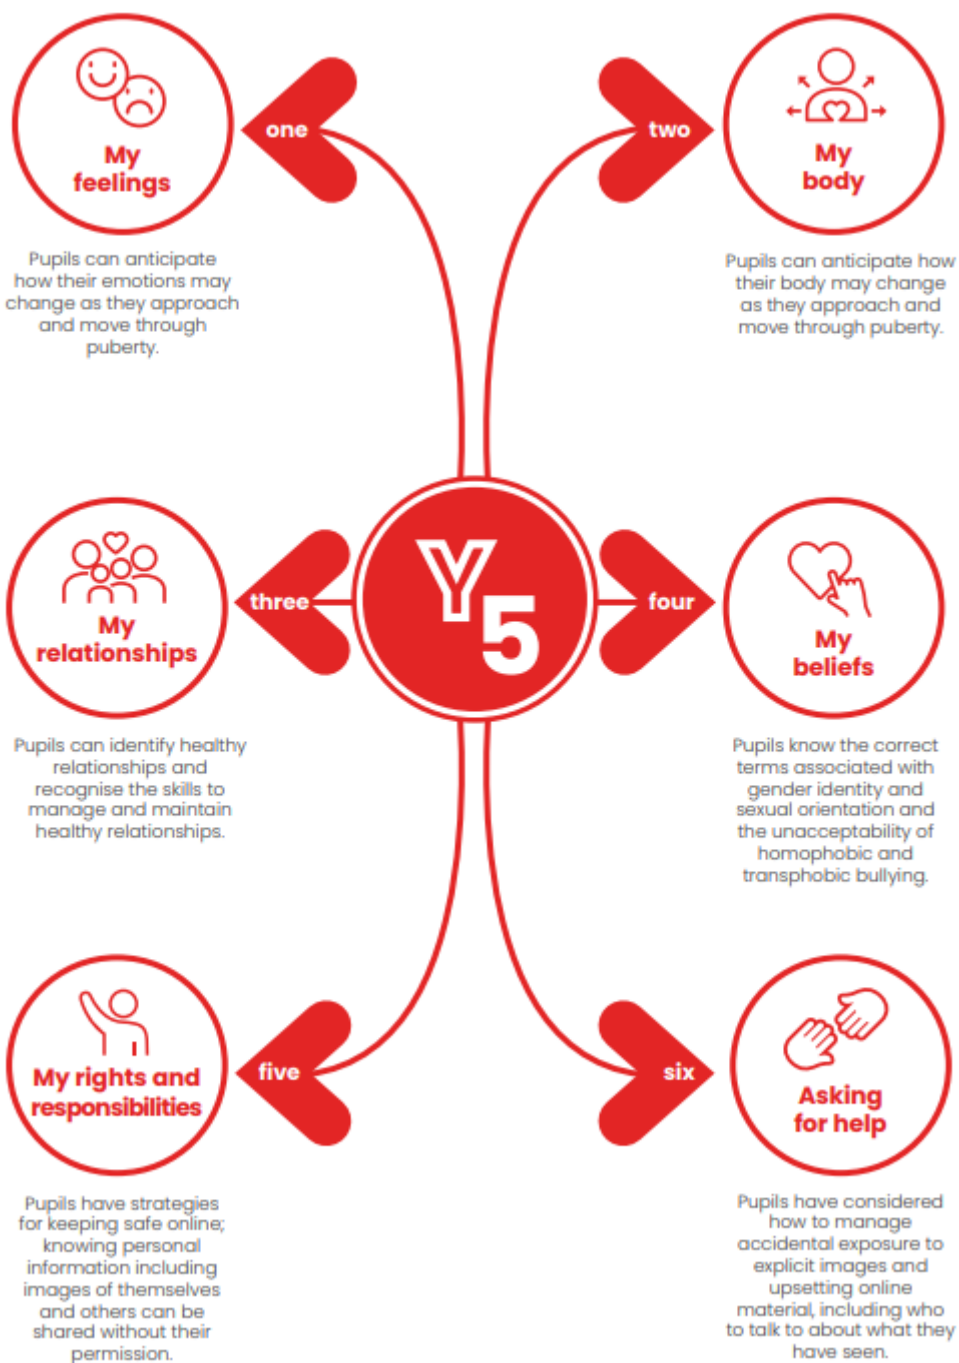 one
My
feelings
Pupils can anticipate
how their emotions may
change as they approach
and move through
puberty.
two
My
body
Pupils can anticipate how
their body may change
as they approach and
move through puberty.
Y5
three
My
relationships
Pupils can identify healthy
relationships and
recognise the skills to
manage and maintain
healthy relationships.
four
My
beliefs
Pupils know the correct
terms associated with
gender identity and
sexual orientation and
the unacceptability of
homophobic and
transphobic bullying.
five
My rights and
responsibilities
Pupils have strategies
for keeping safe online;
knowing personal
information including
images of themselves
and others can be
shared without their
permission.
six
Asking
for help
Pupils have considered
how to manage
accidental exposure to
explicit images and
upsetting online
material, including who
to talk to about what they
have seen.